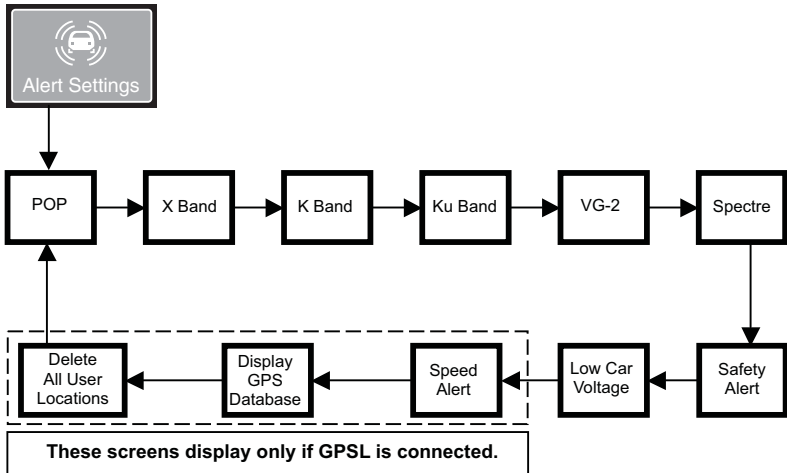 Alert Settings
POP
X Band
K Band
Ku Band
VG-2
Spectre
Delete
All User
Locations
Display
GPS
Database
Speed
Alert
Low Car
Voltage
Safety
Alert
These screens display only if GPSL is connected.